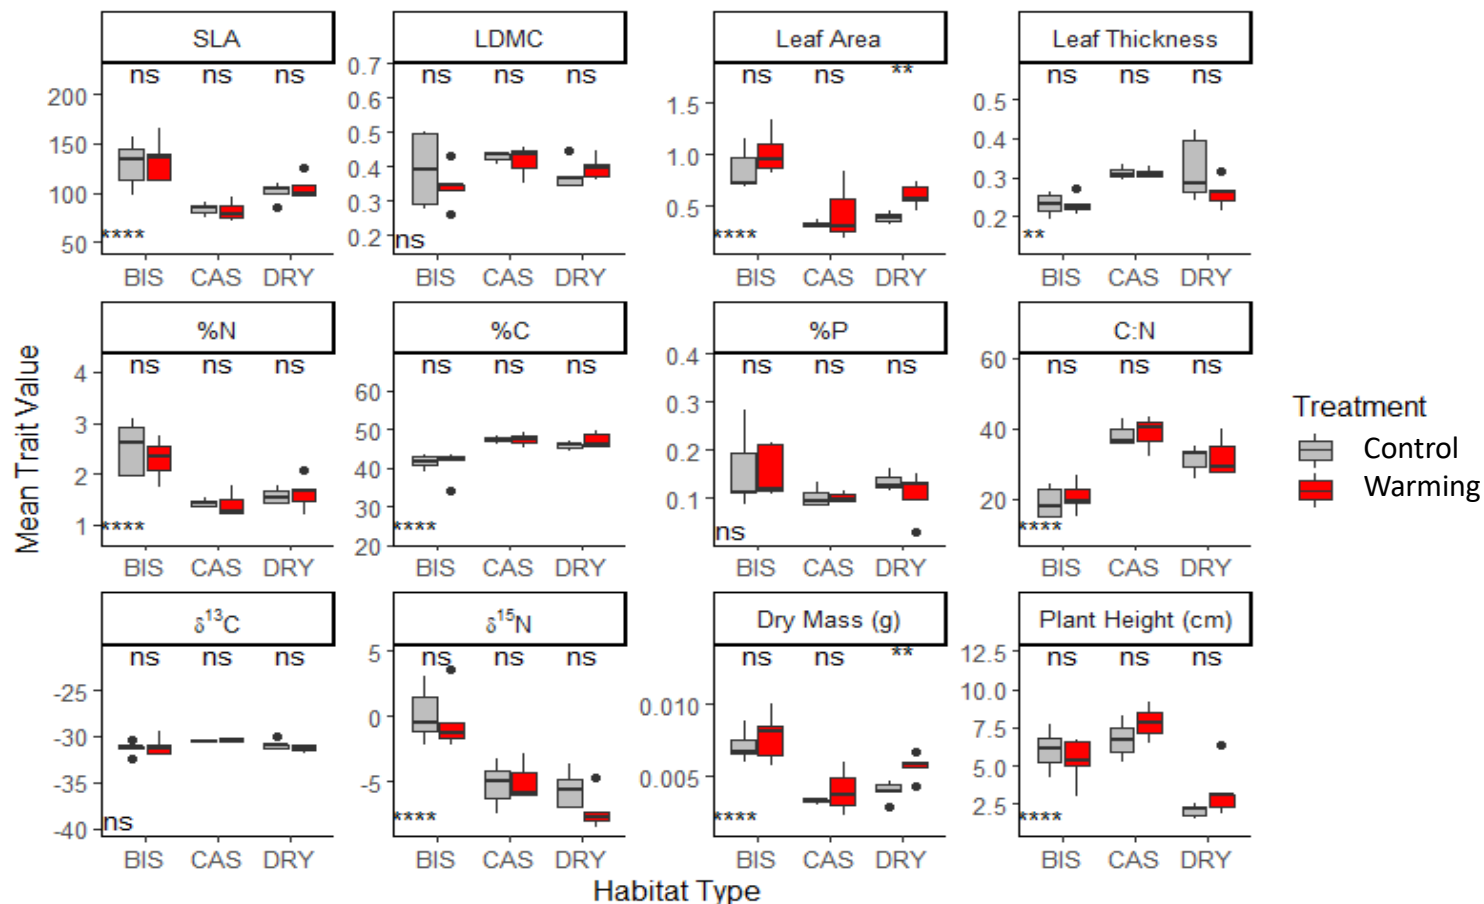 SLA LDMC Leaf Area Leaf Thickness
ns ns ns ns ns ns ns ns ** ns ns ns
200 150 100 50
0.7 0.6 0.5 0.4 0.3 0.2
1.5 1.0 0.5
0.5 0.4 0.3 0.2
**** ns **** **
BIS CAS DRY BIS CAS DRY BIS CAS DRY BIS CAS DRY
%N %C %P C:N
ns ns ns ns ns ns ns ns ns ns ns ns
4 3 2 1
60 50 40 30 20
0.4 0.3 0.2 0.1
60 40 20
**** **** ns ****
BIS CAS DRY BIS CAS DRY BIS CAS DRY BIS CAS DRY
δ¹³C δ¹⁵N Dry Mass (g) Plant Height (cm)
ns ns ns ns ns ns ns ns ** ns ns ns
-25 -30 -35 -40
5 0 -5
0.010 0.005
12.5 10.0 7.5 5.0 2.5
ns **** **** ****
BIS CAS DRY BIS CAS DRY BIS CAS DRY BIS CAS DRY
Mean Trait Value
Habitat Type
Treatment
Control
Warming